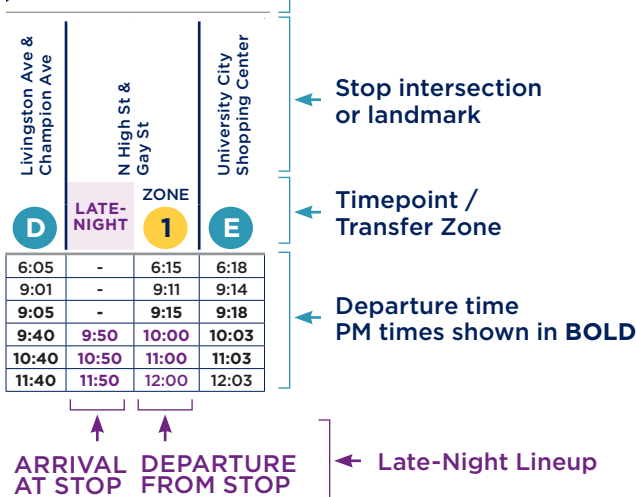 Livingston Ave &
Champion Ave
N High St &
Gay St
University City
Shopping Center
Stop intersection
or landmark
D
LATE-
NIGHT
ZONE
1
E
Timepoint /
Transfer Zone
6:05 - 6:15 6:18
9:01 - 9:11 9:14
9:05 - 9:15 9:18
9:40 9:50 10:00 10:03
10:40 10:50 11:00 11:03
11:40 11:50 12:00 12:03
Departure time
PM times shown in BOLD
ARRIVAL
AT STOP
DEPARTURE
FROM STOP
Late-Night Lineup